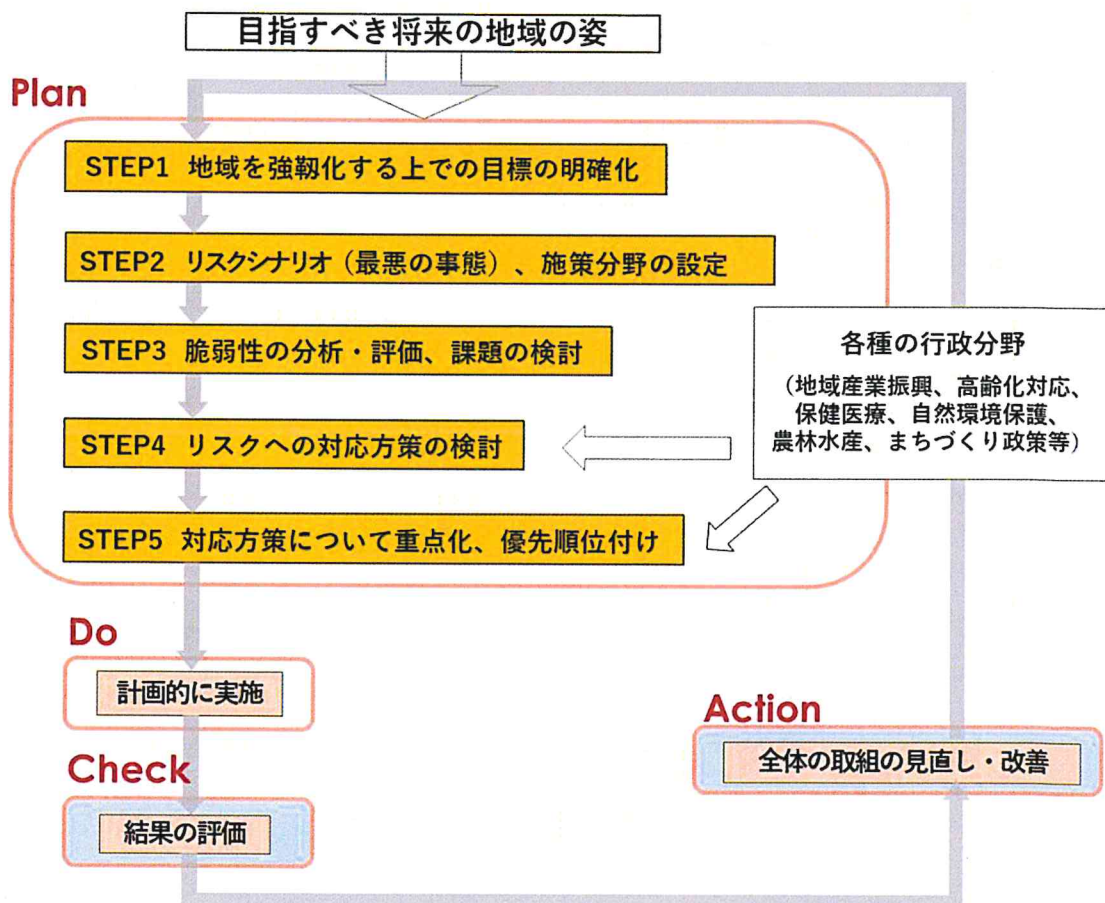 目指すべき将来の地域の姿
Plan
STEP1 地域を強靱化する上での目標の明確化
STEP2 リスクシナリオ（最悪の事態）、施策分野の設定
STEP3 脆弱性の分析・評価、課題の検討
各種の行政分野
（地域産業振興、高齢化対応、
保健医療、自然環境保護、
農林水産、まちづくり政策等）
STEP4 リスクへの対応方策の検討
STEP5 対応方策について重点化、優先順位付け
Do
計画的に実施
Action
全体の取組の見直し・改善
Check
結果の評価